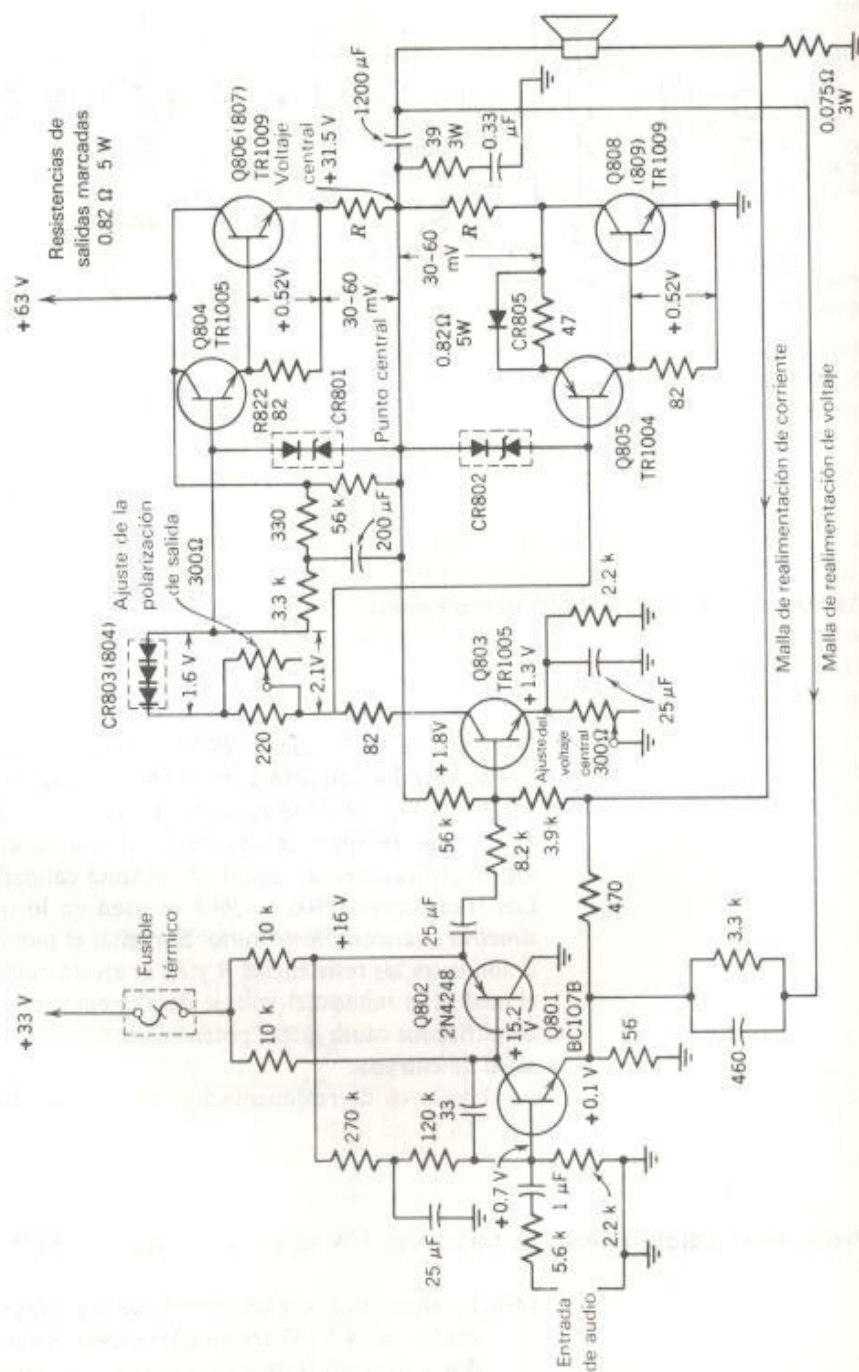 +33 V
Fusible
térmico
10 k
10 k
+16 V
270 k
120 k
33
25 µF
Q802
2N4248
+15.2
V
Q801
BC107B
+0.7 V
1 µF
5.6
2.2 k
Entrada
de audio
+0.1 V
56
25 µF
8.2 k
56 k
3.9 k
470
460
3.3 k
+1.8V
Q803
TR1005
+1.3 V
Ajuste del
voltaje
central
300Ω
25 µF
2.2 k
82
220
1.6 V
2.1V
CR803(804)
Ajuste de la
polarización
de salida
300Ω
3.3 k
330
56 k
200 µF
+63 V
Q804
TR1005
R822
82
CR801
Punto central
CR802
Q805
TR1004
82
47
CR805
0.82Ω
5W
+0.52V
30-60
mV
30-60
mV
+0.52V
Resistencias de
salidas marcadas
0.82 Ω 5 W
Q806(807)
TR1009
Voltaje
central
+31.5 V
R
R
Q808
(809)
TR1009
1200 µF
39
3W
0.33
µF
0.075Ω
3W
Malla de realimentación de corriente
Malla de realimentación de voltaje